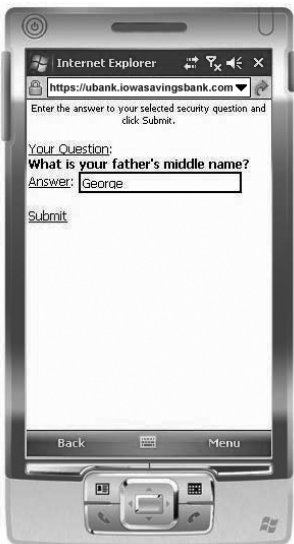 Internet Explorer
https://ubank.iowasavingsbank.com
Enter the answer to your selected security question and
click Submit.
Your Question:
What is your father's middle name?
Answer: George
Submit
Back Menu